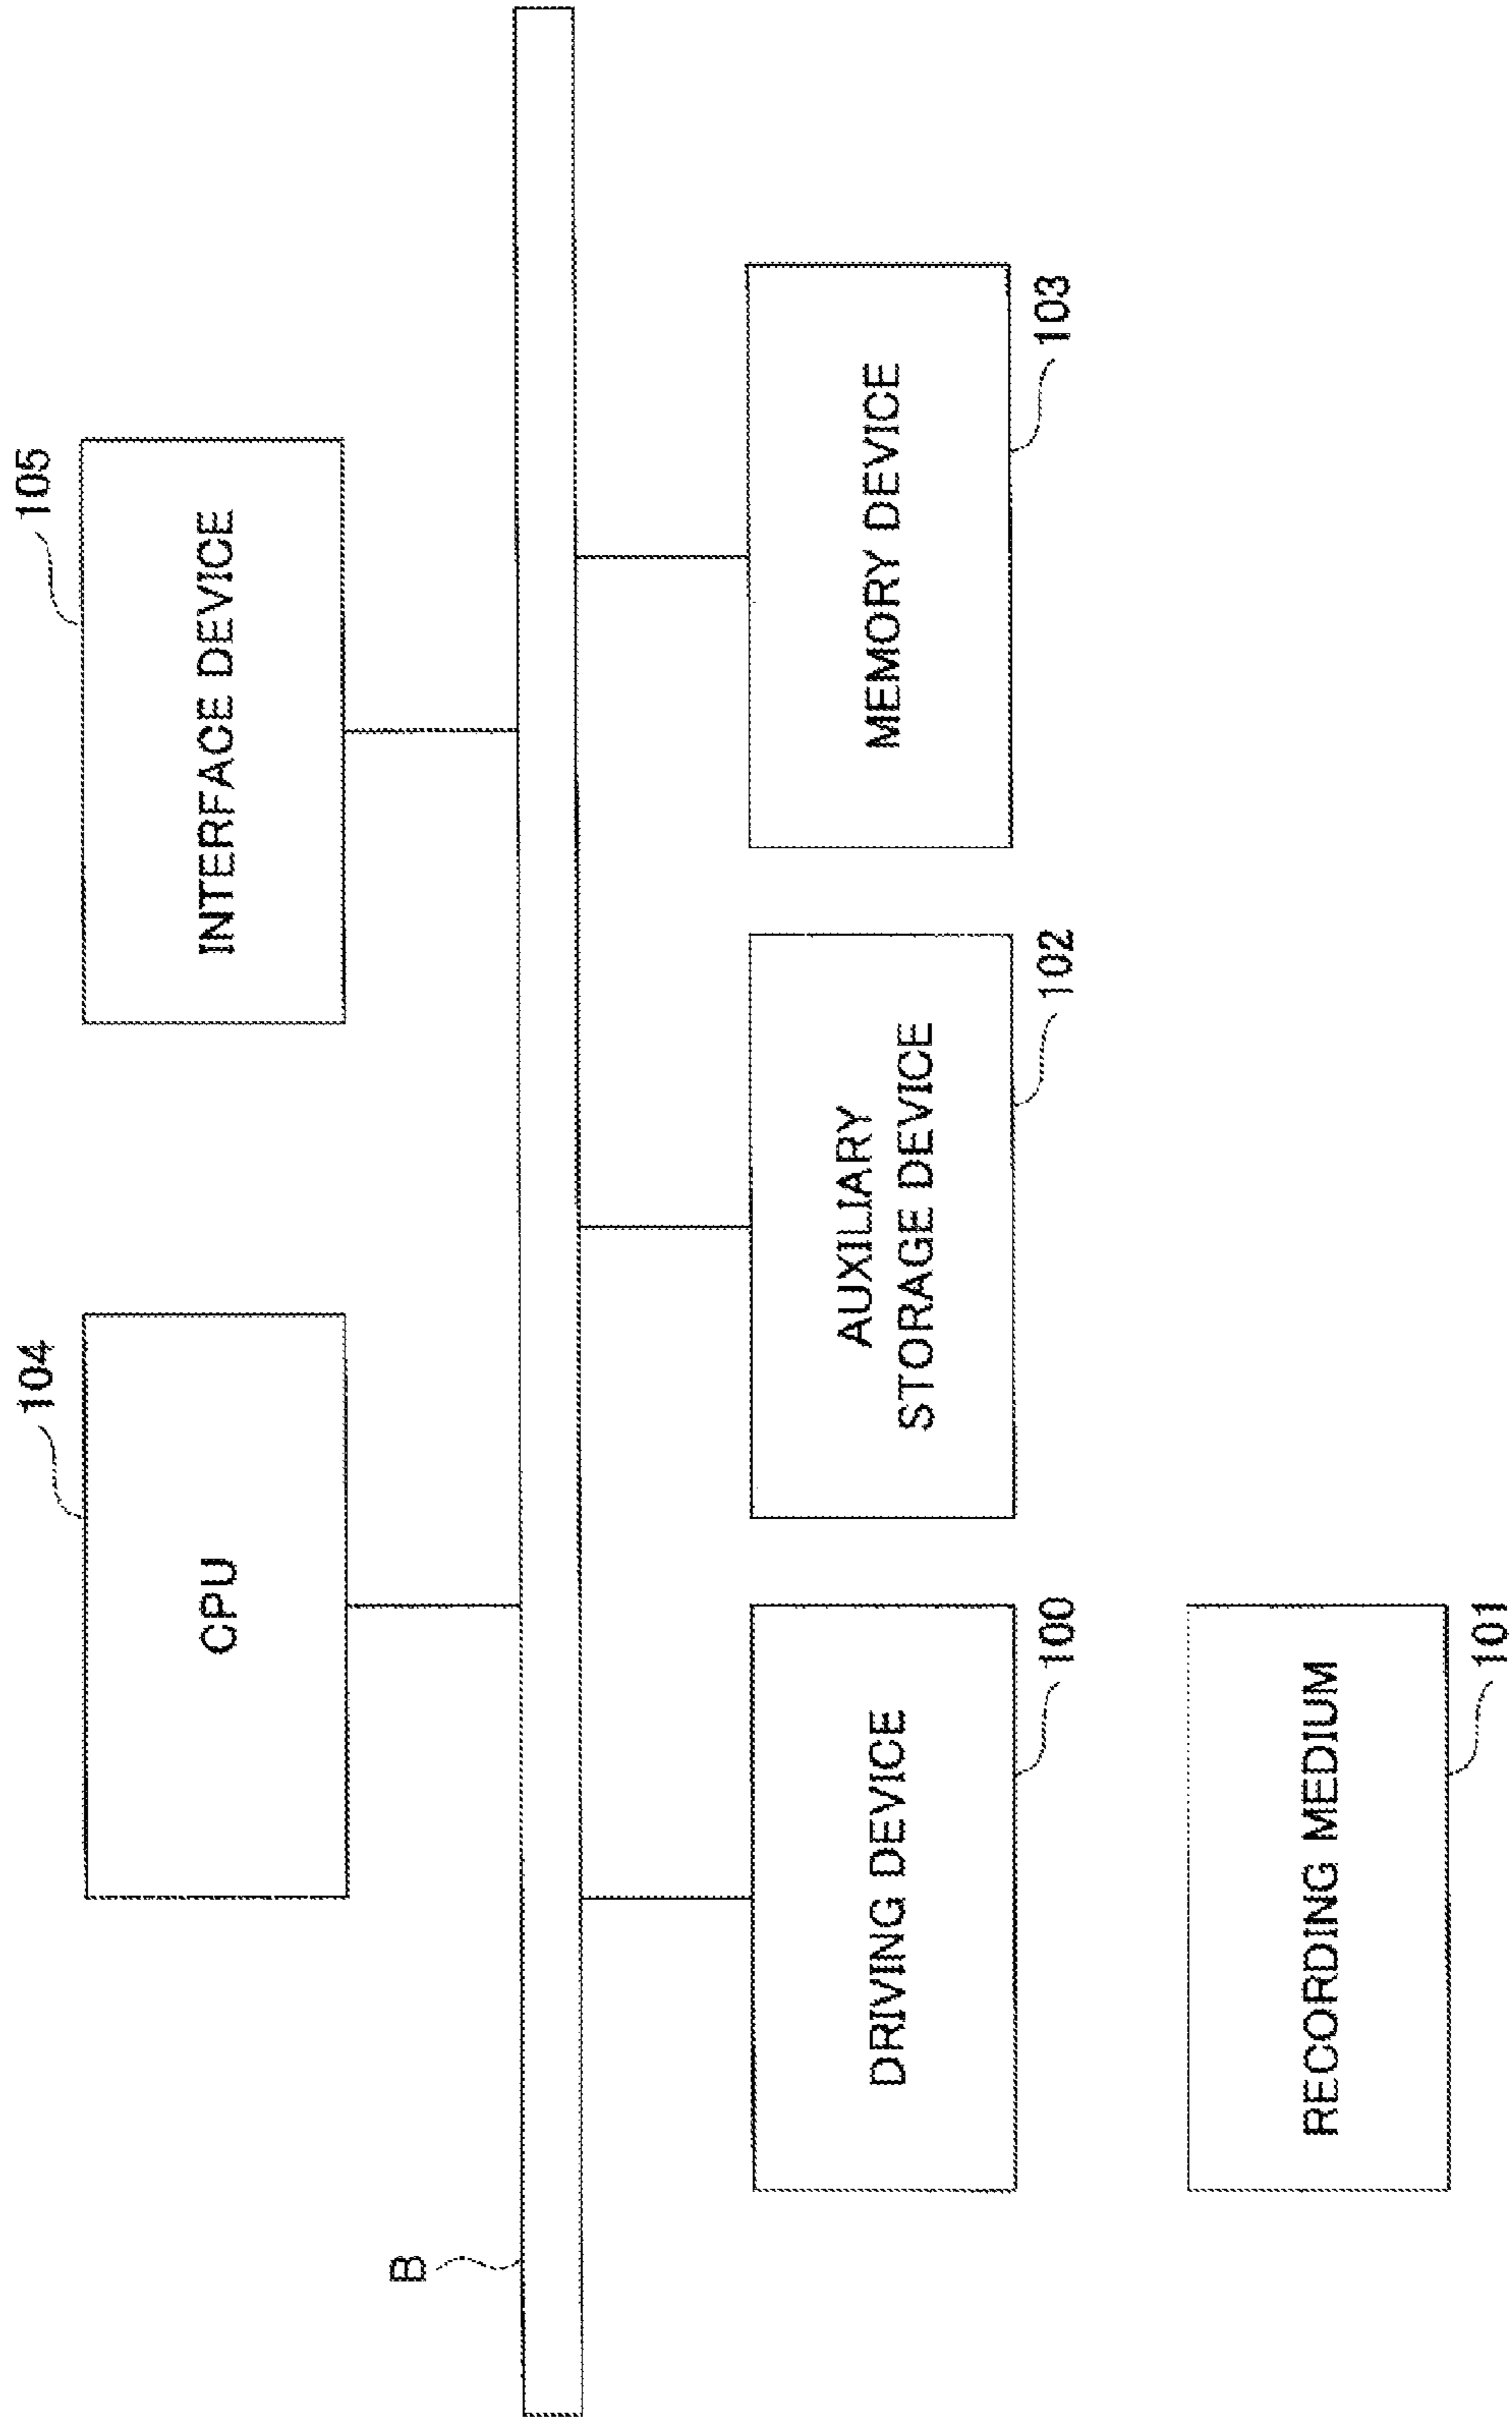 104
CPU
105
INTERFACE DEVICE
B
DRIVING DEVICE
100
AUXILIARY
STORAGE DEVICE
102
MEMORY DEVICE
103
RECORDING MEDIUM
101